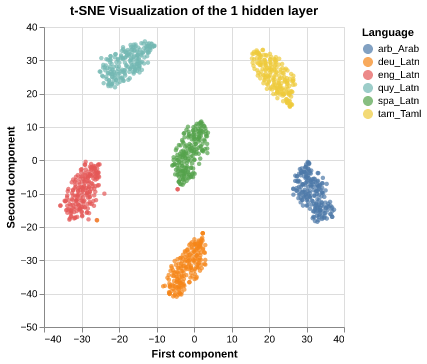 t-SNE Visualization of the 1 hidden layer
Language
arb_Arab
deu_Latn
eng_Latn
quy_Latn
spa_Latn
tam_Taml
Second component
40
30
20
10
0
−10
−20
−30
−40
−50
−40 −30 −20 −10 0 10 20 30 40
First component